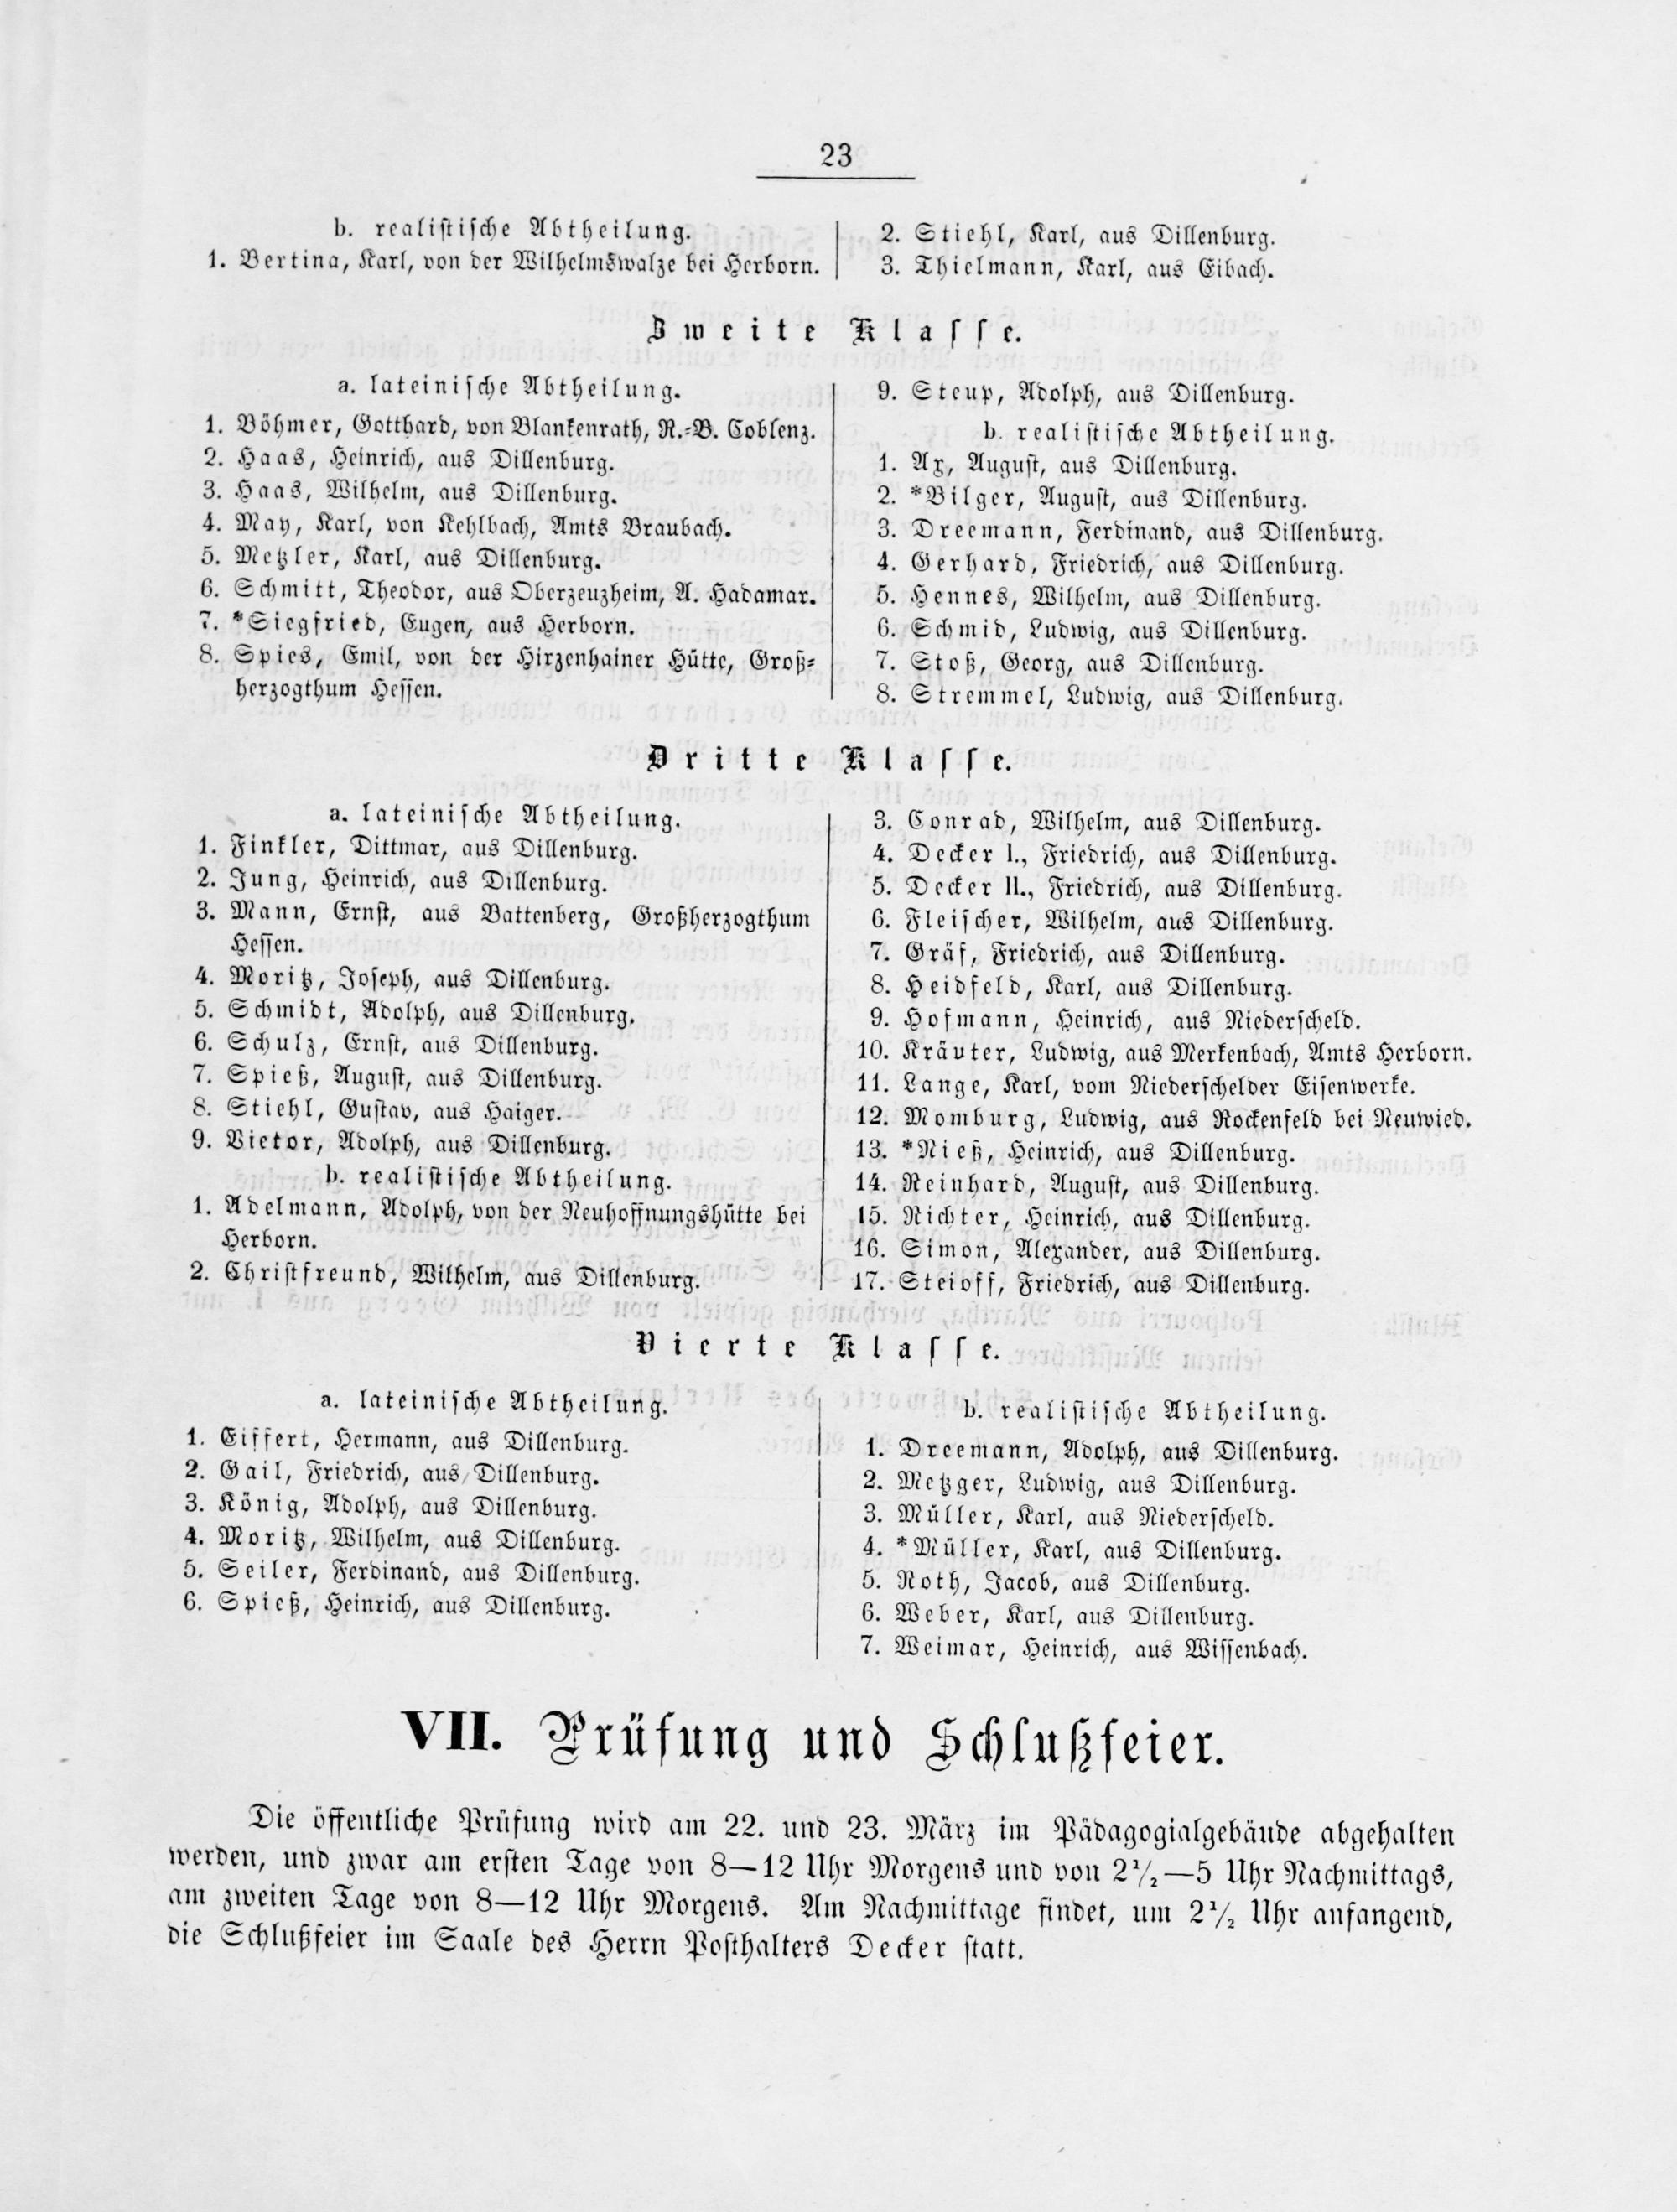 23
b. realistische Abtheilung.
1. Bertina, Karl, von der Wilhelmswalze bei Herborn.
2. Stiehl, Karl, aus Dillenburg.
3. Thielmann, Karl, aus Eibach.
Zweite Klasse.
a. lateinische Abtheilung.
1. Böhmer, Gotthard, von Blankenrath, R.-B. Coblenz.
2. Haas, Heinrich, aus Dillenburg.
3. Haas, Wilhelm, aus Dillenburg.
4. May, Karl, von Kehlbach, Amts Braubach.
5. Metzler, Karl, aus Dillenburg.
6. Schmitt, Theodor, aus Oberzeuzheim, A. Hadamar.
7. *Siegfried, Eugen, aus Herborn.
8. Spies, Emil, von der Hirzenhainer Hütte, Groß-
herzogthum Hessen.
9. Steup, Adolph, aus Dillenburg.
b. realistische Abtheilung.
1. Ax, August, aus Dillenburg.
2. *Bilger, August, aus Dillenburg.
3. Dreemann, Ferdinand, aus Dillenburg.
4. Gerhard, Friedrich, aus Dillenburg.
5. Hennes, Wilhelm, aus Dillenburg.
6. Schmid, Ludwig, aus Dillenburg.
7. Stoß, Georg, aus Dillenburg.
8. Stremmel, Ludwig, aus Dillenburg.
Dritte Klasse.
a. lateinische Abtheilung.
1. Finkler, Dittmar, aus Dillenburg.
2. Jung, Heinrich, aus Dillenburg.
3. Mann, Ernst, aus Battenberg, Großherzogthum
Hessen.
4. Moritz, Joseph, aus Dillenburg.
5. Schmidt, Adolph, aus Dillenburg.
6. Schulz, Ernst, aus Dillenburg.
7. Spieß, August, aus Dillenburg.
8. Stiehl, Gustav, aus Haiger.
9. Vietor, Adolph, aus Dillenburg.
b. realistische Abtheilung.
1. Adelmann, Adolph, von der Neuhoffnungshütte bei
Herborn.
2. Christfreund, Wilhelm, aus Dillenburg.
3. Conrad, Wilhelm, aus Dillenburg.
4. Decker I., Friedrich, aus Dillenburg.
5. Decker II., Friedrich, aus Dillenburg.
6. Fleischer, Wilhelm, aus Dillenburg.
7. Gräf, Friedrich, aus Dillenburg.
8. Heidfeld, Karl, aus Dillenburg.
9. Hofmann, Heinrich, aus Niederscheld.
10. Kräuter, Ludwig, aus Merkenbach, Amts Herborn.
11. Lange, Karl, vom Niederschelder Eisenwerke.
12. Momburg, Ludwig, aus Rockenfeld bei Neuwied.
13. *Nieß, Heinrich, aus Dillenburg.
14. Reinhard, August, aus Dillenburg.
15. Richter, Heinrich, aus Dillenburg.
16. Simon, Alexander, aus Dillenburg.
17. Steioff, Friedrich, aus Dillenburg.
Vierte Klasse.
a. lateinische Abtheilung.
1. Eiffert, Hermann, aus Dillenburg.
2. Gail, Friedrich, aus Dillenburg.
3. König, Adolph, aus Dillenburg.
4. Moritz, Wilhelm, aus Dillenburg.
5. Seiler, Ferdinand, aus Dillenburg.
6. Spieß, Heinrich, aus Dillenburg.
b. realistische Abtheilung.
1. Dreemann, Adolph, aus Dillenburg.
2. Metzger, Ludwig, aus Dillenburg.
3. Müller, Karl, aus Niederscheld.
4. *Müller, Karl, aus Dillenburg.
5. Roth, Jacob, aus Dillenburg.
6. Weber, Karl, aus Dillenburg.
7. Weimar, Heinrich, aus Wissenbach.
VII. Prüfung und Schlußfeier.
Die öffentliche Prüfung wird am 22. und 23. März im Pädagogialgebäude abgehalten
werden, und zwar am ersten Tage von 8—12 Uhr Morgens und von 2½—5 Uhr Nachmittags,
am zweiten Tage von 8—12 Uhr Morgens. Am Nachmittage findet, um 2½ Uhr anfangend,
die Schlußfeier im Saale des Herrn Posthalters Decker statt.